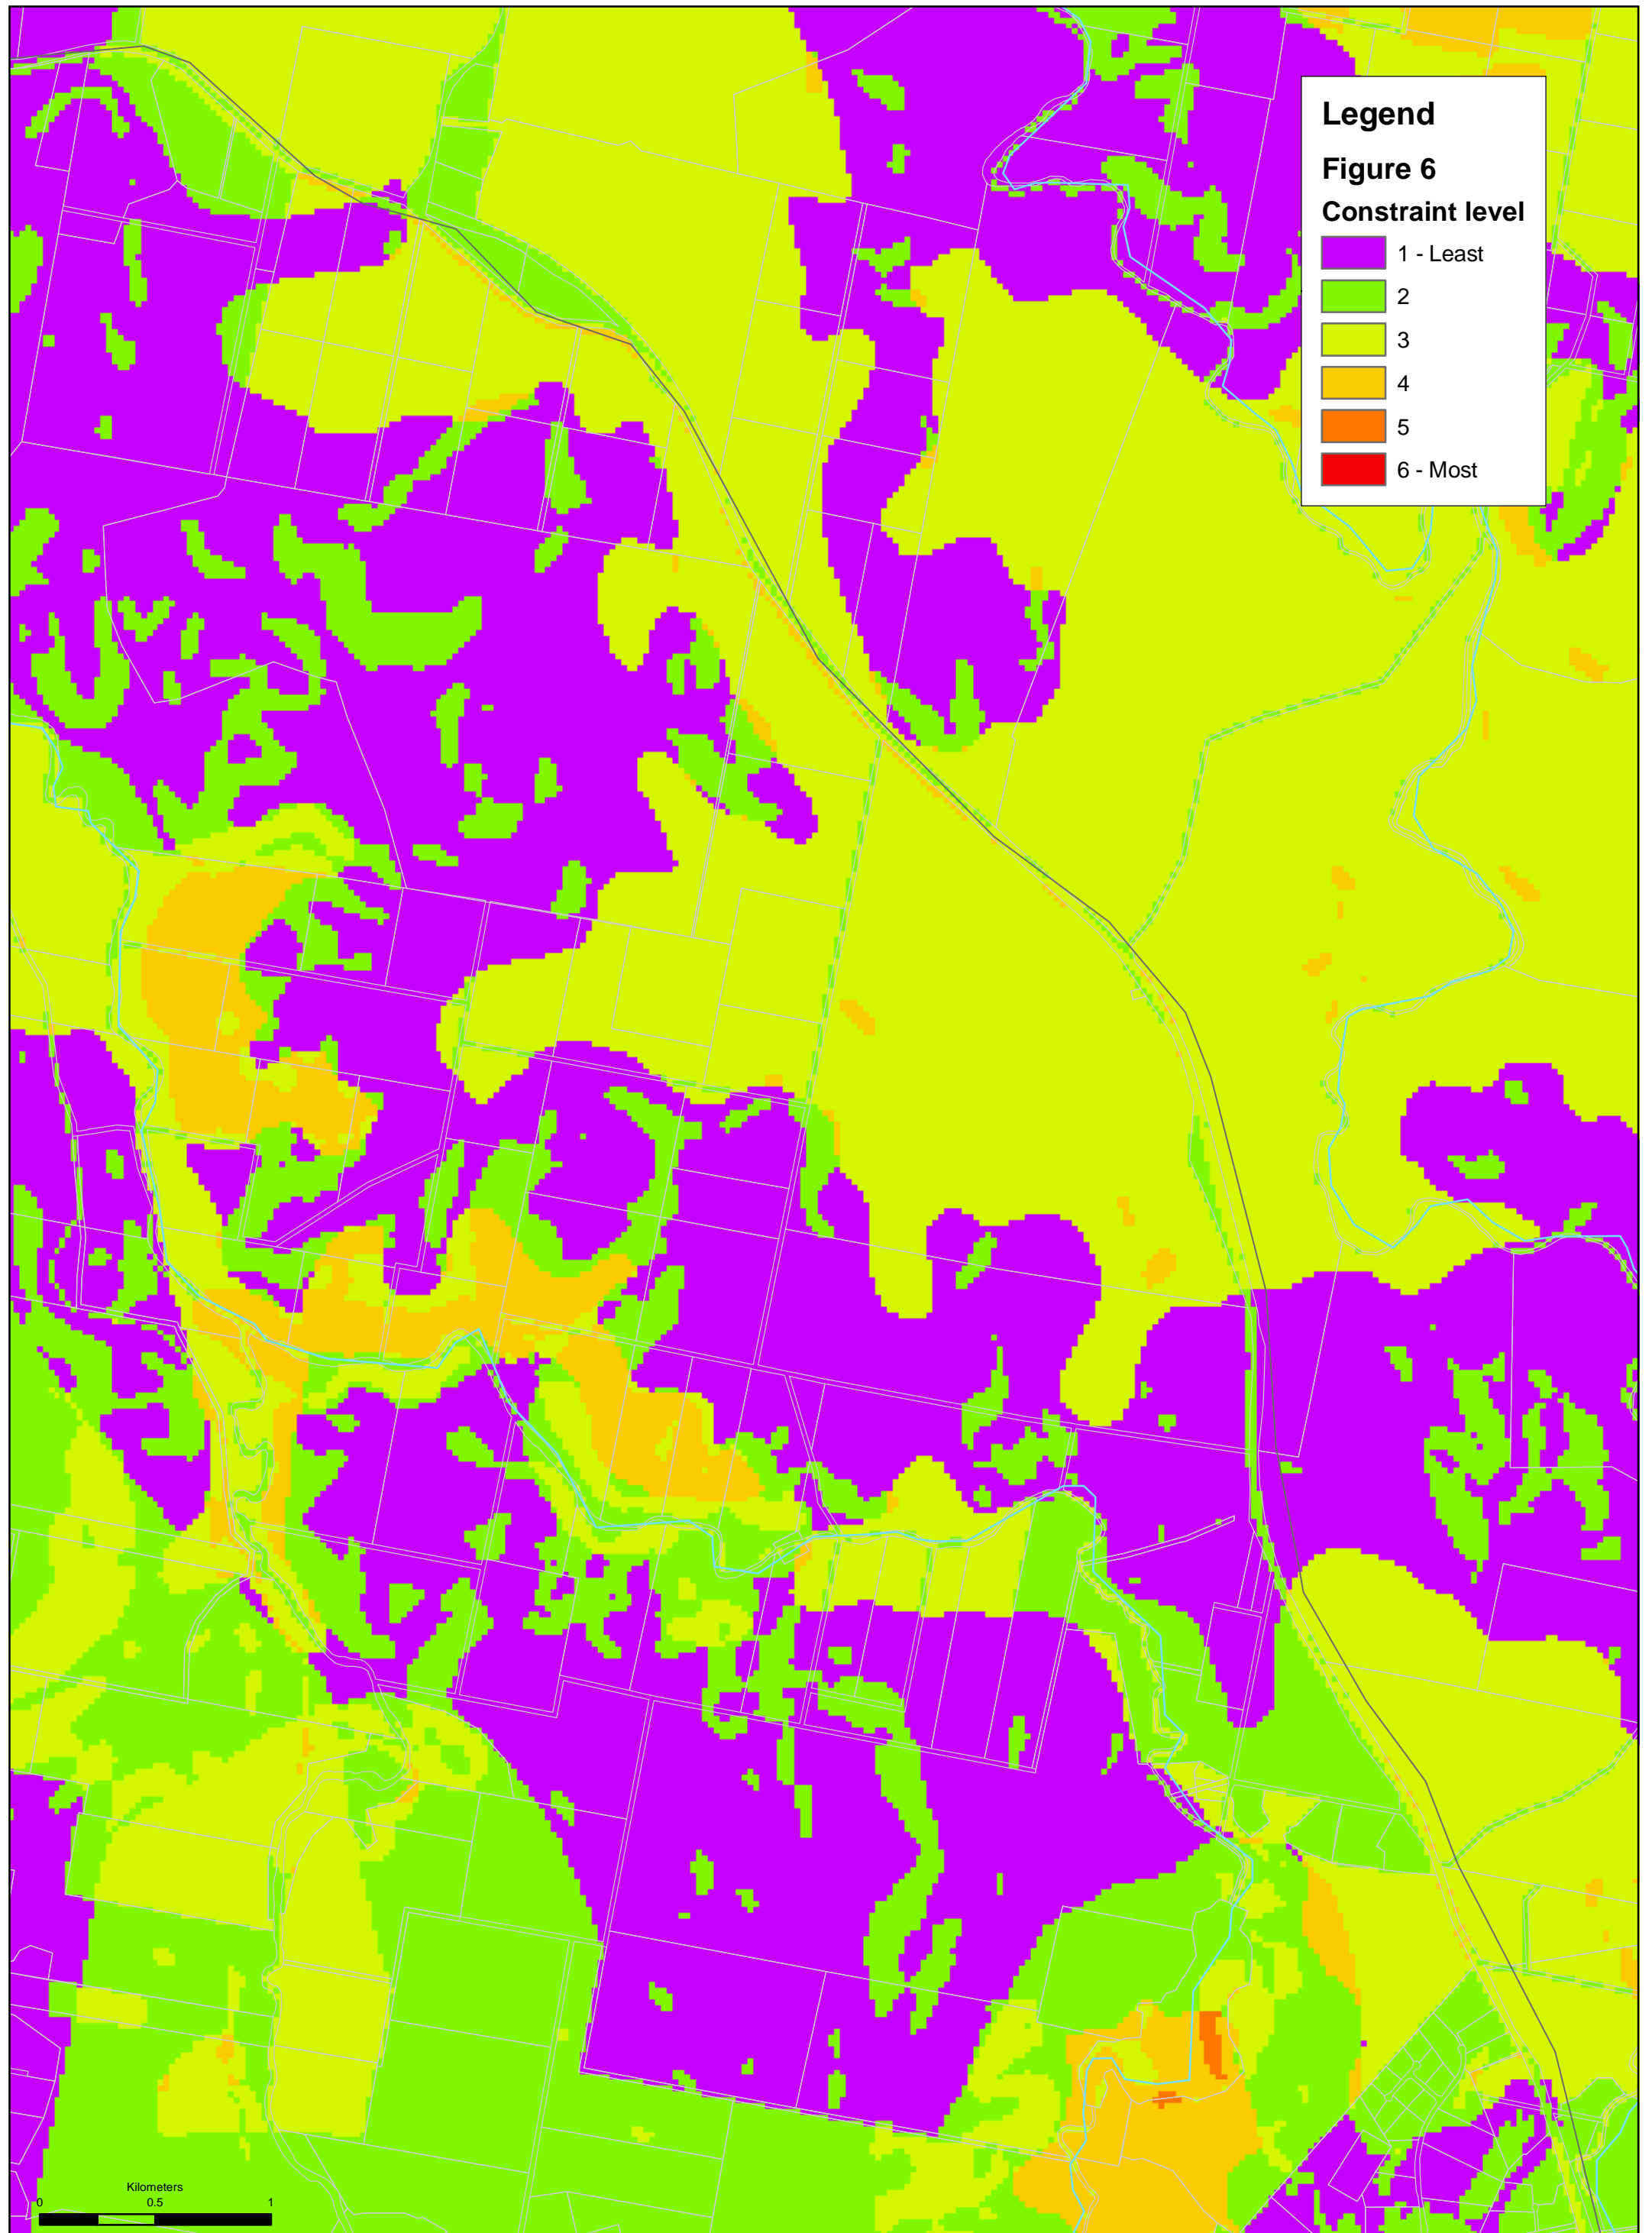 Legend
Figure 6
Constraint level
1 - Least
2
3
4
5
6 - Most
Kilometers
0 0.5 1